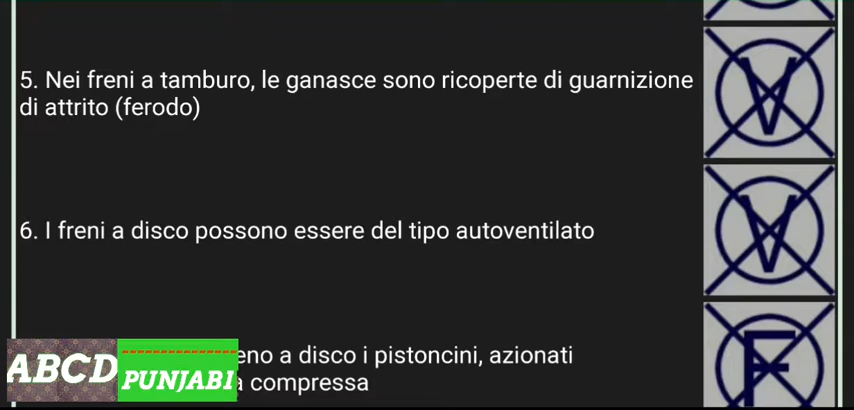 5. Nei freni a tamburo, le ganasce sono ricoperte di guarnizione
di attrito (ferodo)
V
6. I freni a disco possono essere del tipo autoventilato
V
eno a disco i pistoncini, azionati
a compressa
F
ABCD PUNJABI